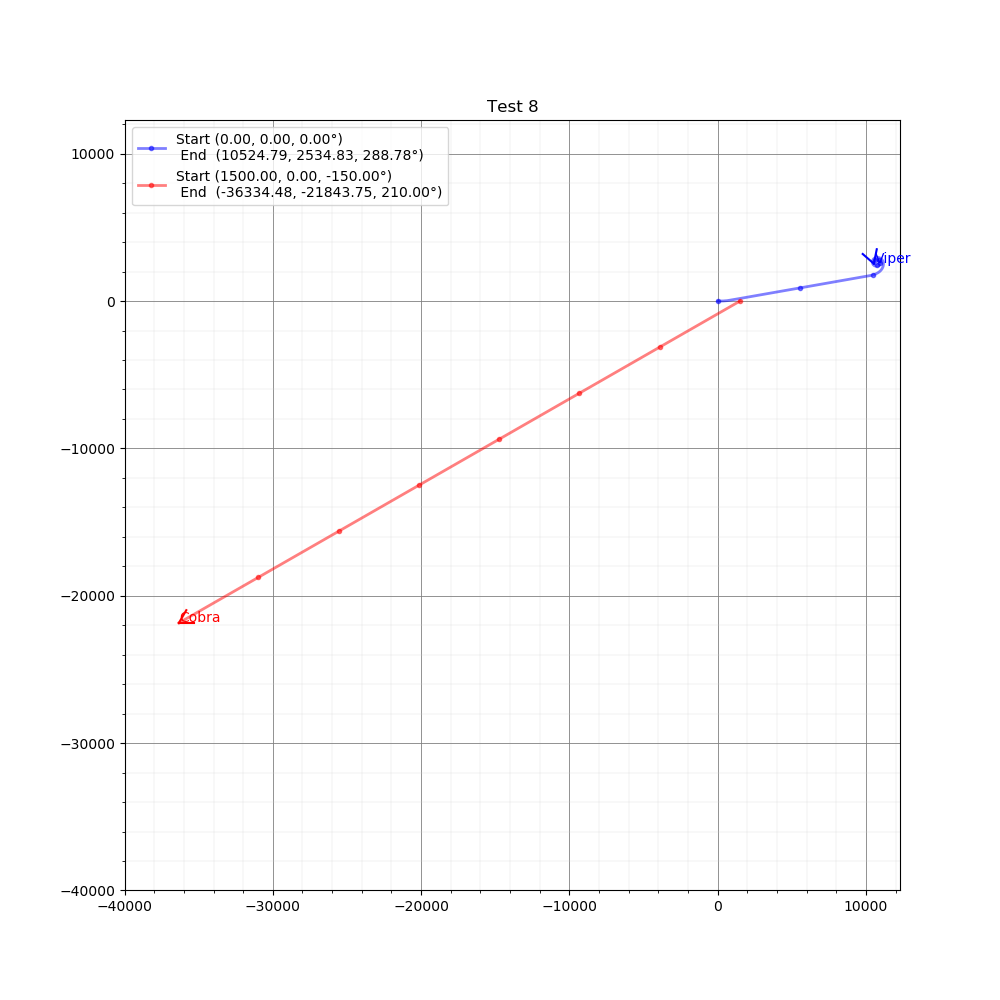 Test 8
Start (0.00, 0.00, 0.00°)
End (10524.79, 2534.83, 288.78°)
Start (1500.00, 0.00, -150.00°)
End (-36334.48, -21843.75, 210.00°)
10000
0
−10000
−20000
−30000
−40000
Viper
Cobra
−40000 −30000 −20000 −10000 0 10000